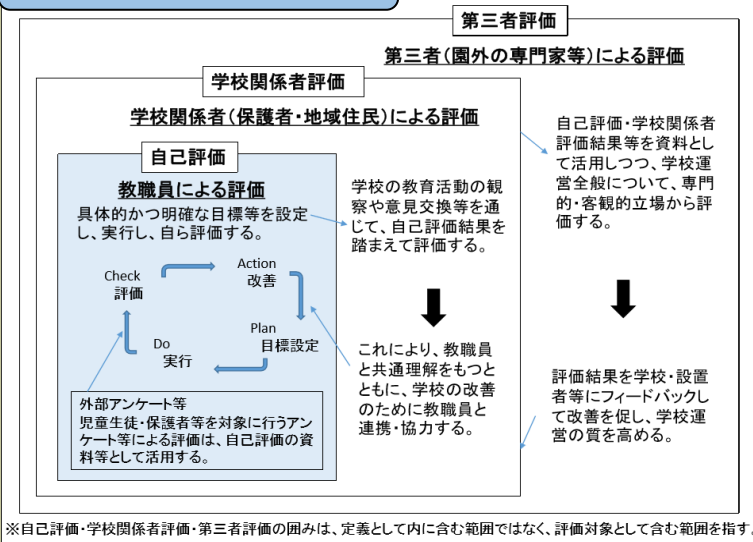 第三者評価
第三者(園外の専門家等)による評価
学校関係者評価
学校関係者(保護者・地域住民)による評価
自己評価
教職員による評価
具体的かつ明確な目標等を設定
し、実行し、自ら評価する。
Check
評価
Action
改善
Plan
目標設定
Do
実行
外部アンケート等
児童生徒・保護者等を対象に行うアン
ケート等による評価は、自己評価の資
料等として活用する。
学校の教育活動の観
察や意見交換等を通
じて、自己評価結果を
踏まえて評価する。
これにより、教職員
と共通理解をもつと
ともに、学校の改善
のために教職員と
連携・協力する。
自己評価・学校関係者
評価結果等を資料とし
て活用しつつ、学校運
営全般について、専門
的・客観的立場から評
価する。
評価結果を学校・設置
者等にフィードバックし
て改善を促し、学校運
営の質を高める。
※自己評価・学校関係者評価・第三者評価の囲みは、定義として内に含む範囲ではなく、評価対象として含む範囲を指す。